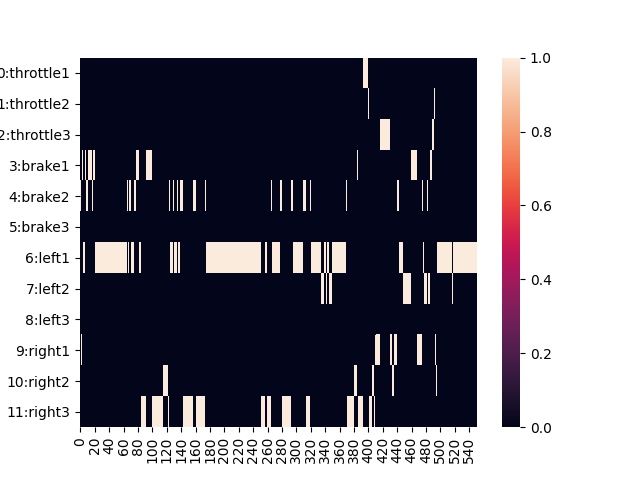 0:throttle1
1:throttle2
2:throttle3
3:brake1
4:brake2
5:brake3
6:left1
7:left2
8:left3
9:right1
10:right2
11:right3
0 20 40 60 80 100 120 140 160 180 200 220 240 260 280 300 320 340 360 380 400 420 440 460 480 500 520 540
1.0
0.8
0.6
0.4
0.2
0.0